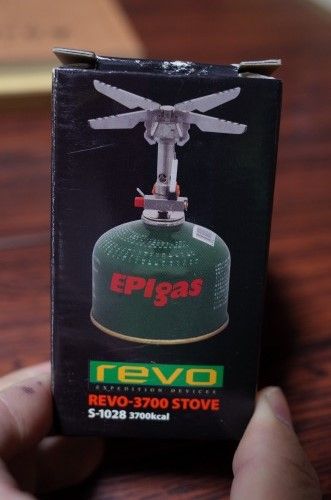 EPIgas
revo
EXPEDITION DEVICES
REVO-3700 STOVE
S-1028 3700kcal